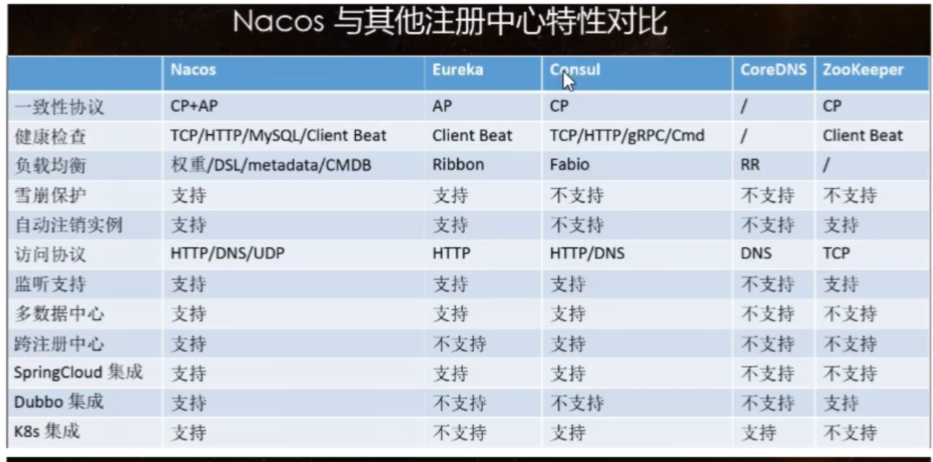 Nacos 与其他注册中心特性对比
Nacos Eureka Consul CoreDNS ZooKeeper
一致性协议 CP+AP AP CP / CP
健康检查 TCP/HTTP/MySQL/Client Beat Client Beat TCP/HTTP/gRPC/Cmd / Client Beat
负载均衡 权重/DSL/metadata/CMDB Ribbon Fabio RR /
雪崩保护 支持 支持 不支持 不支持 不支持
自动注销实例 支持 支持 不支持 不支持 支持
访问协议 HTTP/DNS/UDP HTTP HTTP/DNS DNS TCP
监听支持 支持 支持 支持 不支持 支持
多数据中心 支持 支持 支持 不支持 不支持
跨注册中心 支持 不支持 支持 不支持 不支持
SpringCloud 集成 支持 支持 支持 不支持 不支持
Dubbo 集成 支持 不支持 不支持 不支持 支持
K8s 集成 支持 不支持 支持 支持 不支持